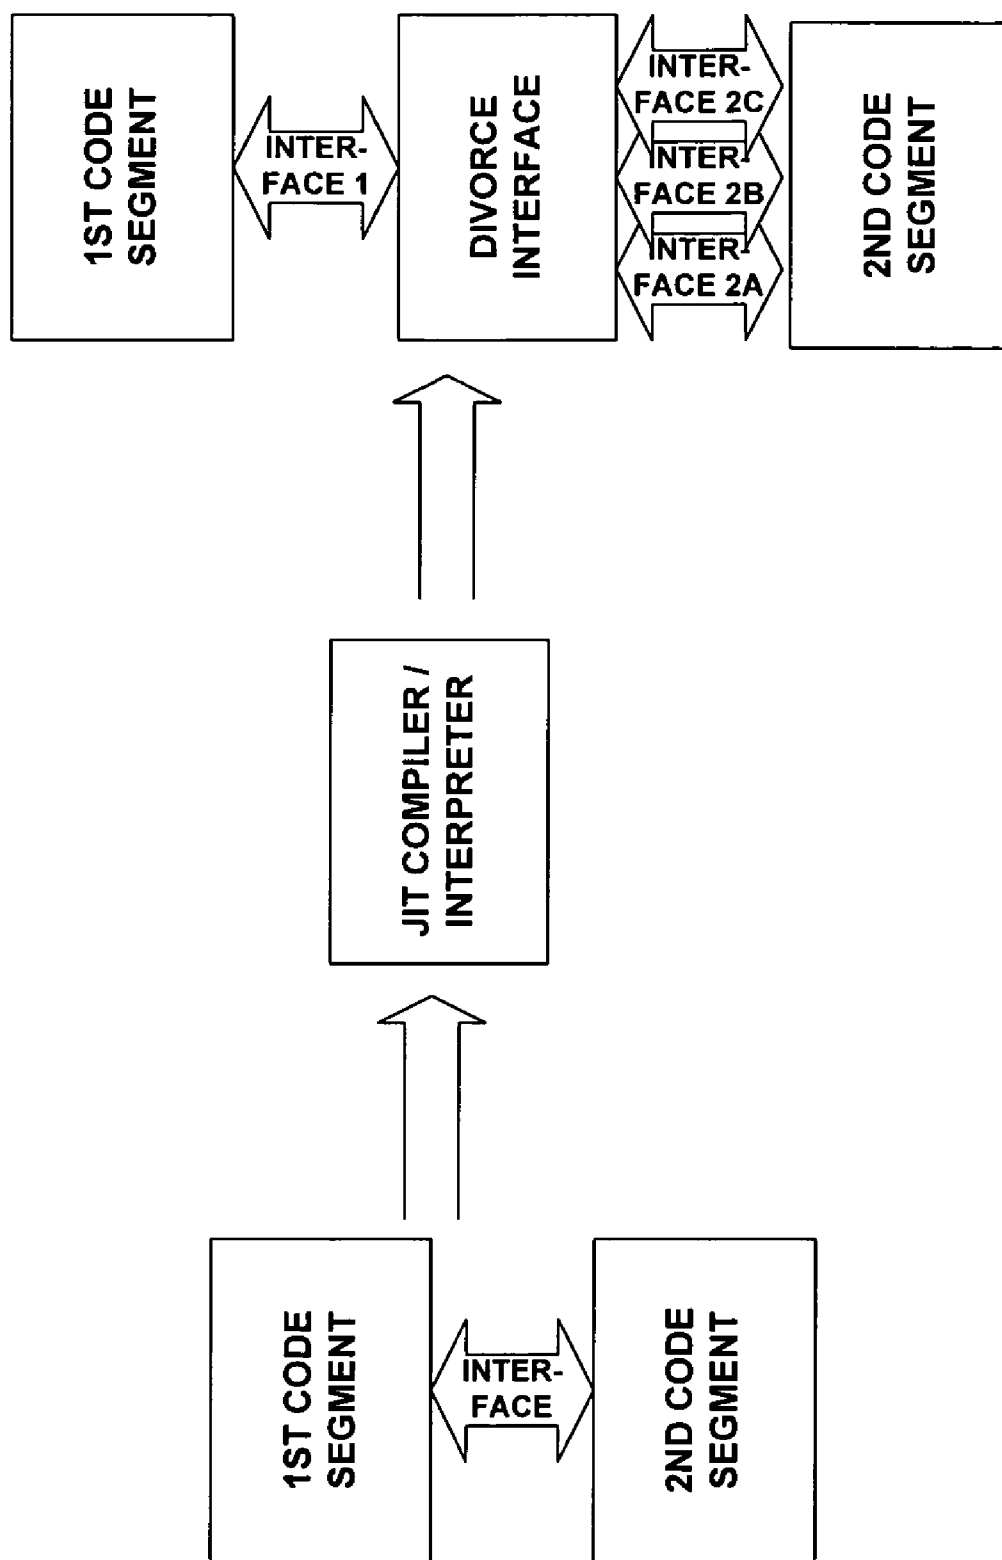 1ST CODE
SEGMENT
INTER-
FACE
2ND CODE
SEGMENT
JIT COMPILER /
INTERPRETER
1ST CODE
SEGMENT
INTER-
FACE 1
DIVORCE
INTERFACE
INTER-
FACE 2A
INTER-
FACE 2B
INTER-
FACE 2C
2ND CODE
SEGMENT